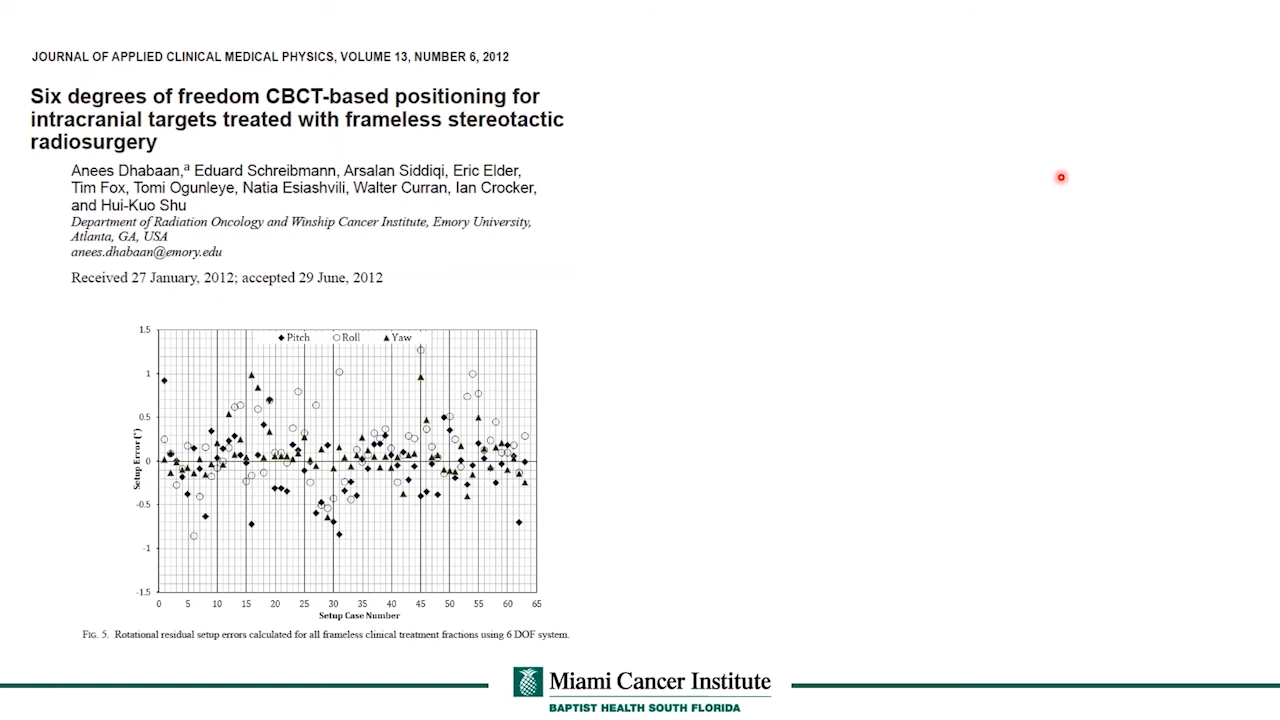 JOURNAL OF APPLIED CLINICAL MEDICAL PHYSICS, VOLUME 13, NUMBER 6, 2012
Six degrees of freedom CBCT-based positioning for
intracranial targets treated with frameless stereotactic
radiosurgery
Anees Dhabaan,ª Eduard Schreibmann, Arsalan Siddiqi, Eric Elder,
Tim Fox, Tomi Ogunleye, Natia Esiashvili, Walter Curran, Ian Crocker,
and Hui-Kuo Shu
Department of Radiation Oncology and Winship Cancer Institute, Emory University,
Atlanta, GA, USA
anees.dhabaan@emory.edu
Received 27 January, 2012; accepted 29 June, 2012
Pitch Roll Yaw
1.5
1
0.5
0
-0.5
-1
-1.5
Setup Error (°)
0 5 10 15 20 25 30 35 40 45 50 55 60 65
Setup Case Number
FIG. 5. Rotational residual setup errors calculated for all frameless clinical treatment fractions using 6 DOF system.
Miami Cancer Institute
BAPTIST HEALTH SOUTH FLORIDA